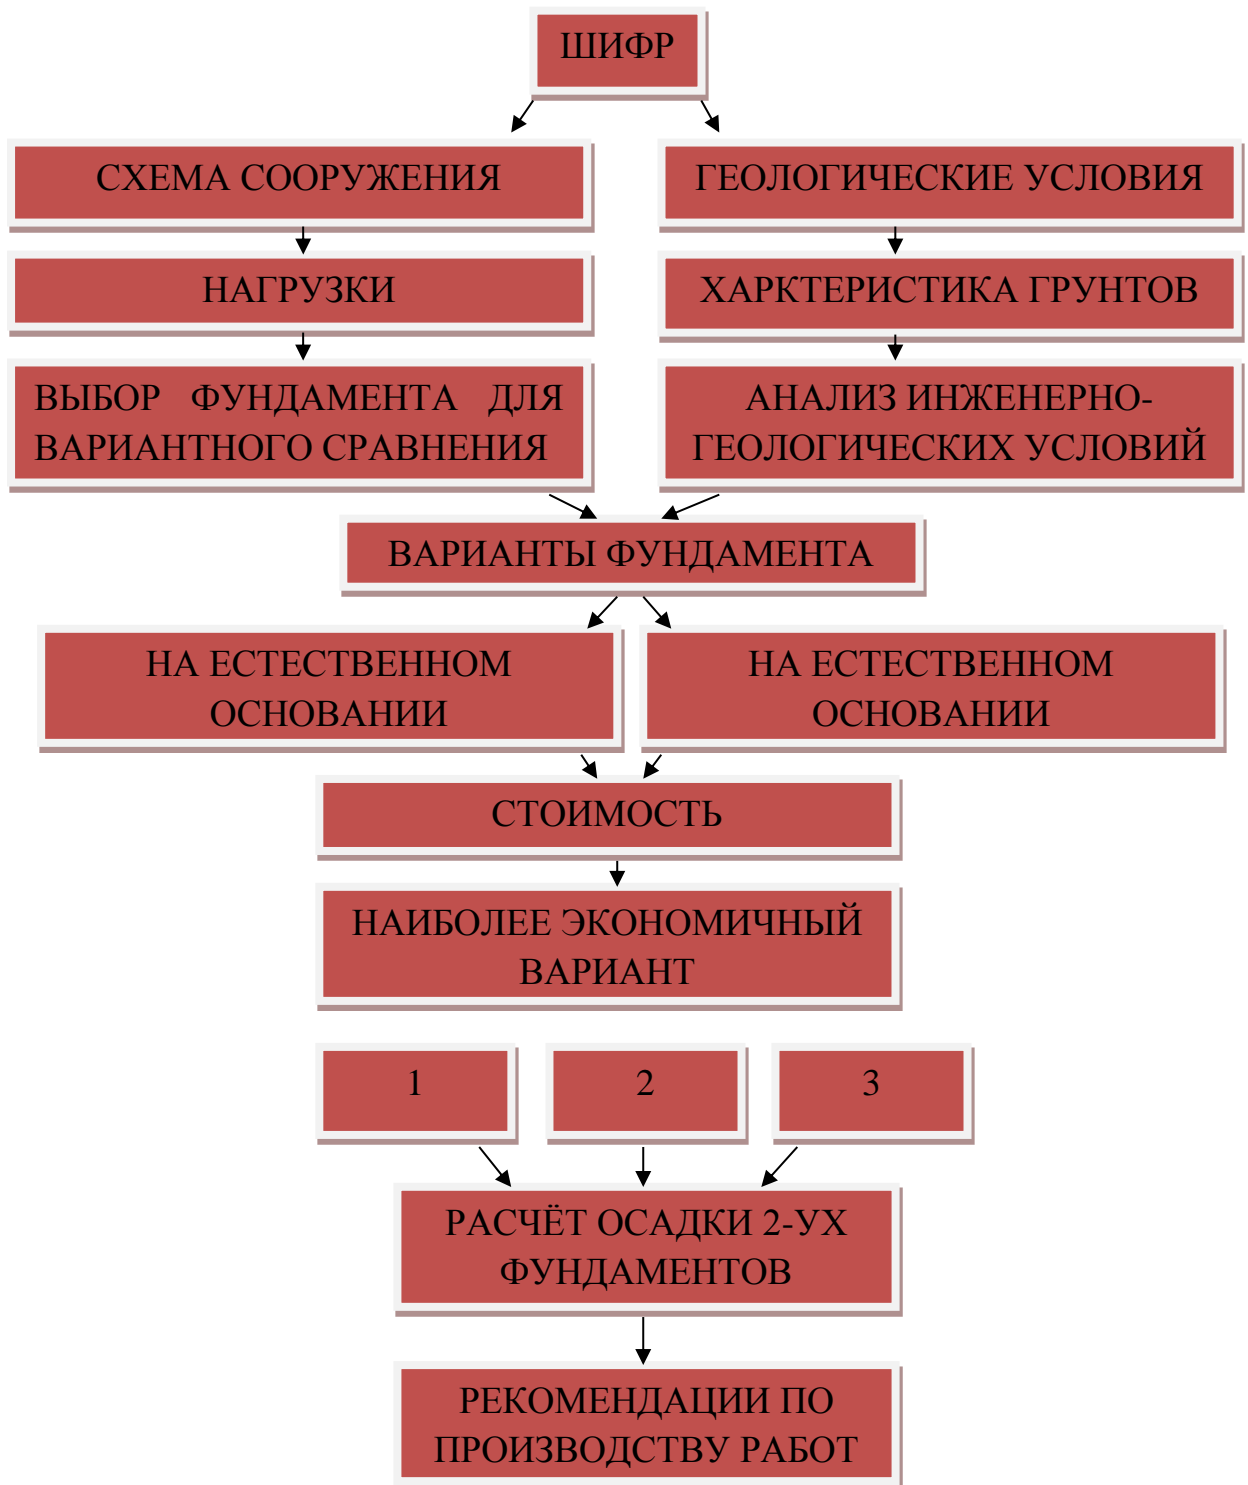 ШИФР
СХЕМА СООРУЖЕНИЯ
ГЕОЛОГИЧЕСКИЕ УСЛОВИЯ
НАГРУЗКИ
ХАРКТЕРИСТИКА ГРУНТОВ
ВЫБОР ФУНДАМЕНТА ДЛЯ
ВАРИАНТНОГО СРАВНЕНИЯ
АНАЛИЗ ИНЖЕНЕРНО-
ГЕОЛОГИЧЕСКИХ УСЛОВИЙ
ВАРИАНТЫ ФУНДАМЕНТА
НА ЕСТЕСТВЕННОМ
ОСНОВАНИИ
НА ЕСТЕСТВЕННОМ
ОСНОВАНИИ
СТОИМОСТЬ
НАИБОЛЕЕ ЭКОНОМИЧНЫЙ
ВАРИАНТ
1
2
3
РАСЧЁТ ОСАДКИ 2-УХ
ФУНДАМЕНТОВ
РЕКОМЕНДАЦИИ ПО
ПРОИЗВОДСТВУ РАБОТ